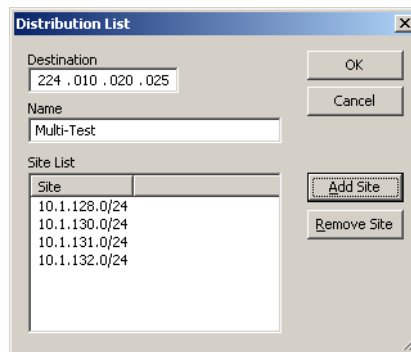 Distribution List
Destination
224 .010 .020 .025
Name
Multi-Test
Site List
Site
10.1.128.0/24
10.1.130.0/24
10.1.131.0/24
10.1.132.0/24
OK
Cancel
Add Site
Remove Site